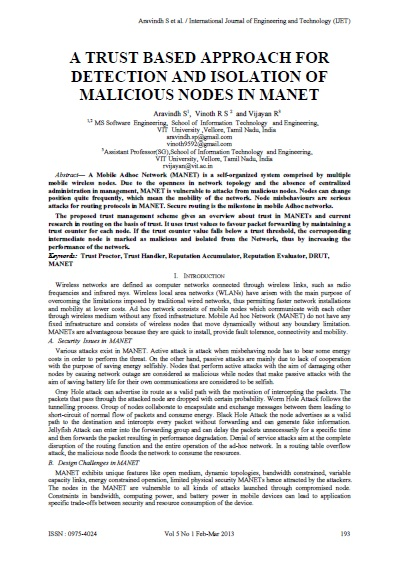 Aravindh S et al. / International Journal of Engineering and Technology (IJET)
A TRUST BASED APPROACH FOR
DETECTION AND ISOLATION OF
MALICIOUS NODES IN MANET
Aravindh S1, Vinoth R S 2 and Vijayan R3
1,2 MS Software Engineering, School of Information Technology and Engineering,
VIT University ,Vellore, Tamil Nadu, India
aravindh.sp@gmail.com
vinoth9592@gmail.com
3Assistant Professor(SG),School of Information Technology and Engineering,
VIT University, Vellore, Tamil Nadu, India
rvijayan@vit.ac.in
Abstract— A Mobile Adhoc Network (MANET) is a self-organized system comprised by multiple
mobile wireless nodes. Due to the openness in network topology and the absence of centralized
administration in management, MANET is vulnerable to attacks from malicious nodes. Nodes can change
position quite frequently, which mean the mobility of the network. Node misbehaviours are serious
attacks for routing protocols in MANET. Secure routing is the milestone in mobile Adhoc networks.
The proposed trust management scheme gives an overview about trust in MANETs and current
research in routing on the basis of trust. It uses trust values to favour packet forwarding by maintaining a
trust counter for each node. If the trust counter value falls below a trust threshold, the corresponding
intermediate node is marked as malicious and isolated from the Network, thus by increasing the
performance of the network.
Keywords: Trust Proctor, Trust Handler, Reputation Accumulator, Reputation Evaluator, DRUT,
MANET
I. INTRODUCTION
Wireless networks are defined as computer networks connected through wireless links, such as radio
frequencies and infrared rays. Wireless local area networks (WLANs) have arisen with the main purpose of
overcoming the limitations imposed by traditional wired networks, thus permitting faster network installations
and mobility at lower costs. Ad hoc network consists of mobile nodes which communicate with each other
through wireless medium without any fixed infrastructure. Mobile Ad hoc Network (MANET) do not have any
fixed infrastructure and consists of wireless nodes that move dynamically without any boundary limitation.
MANETs are advantageous because they are quick to install, provide fault tolerance, connectivity and mobility.
A. Security Issues in MANET
Various attacks exist in MANET. Active attack is attack when misbehaving node has to bear some energy
costs in order to perform the threat. On the other hand, passive attacks are mainly due to lack of cooperation
with the purpose of saving energy selfishly. Nodes that perform active attacks with the aim of damaging other
nodes by causing network outage are considered as malicious while nodes that make passive attacks with the
aim of saving battery life for their own communications are considered to be selfish.
Gray Hole attack can advertise its route as a valid path with the motivation of intercepting the packets. The
packets that pass through the attacked node are dropped with certain probability. Worm Hole Attack follows the
tunnelling process. Group of nodes collaborate to encapsulate and exchange messages between them leading to
short-circuit of normal flow of packets and consume energy. Black Hole Attack the node advertises as a valid
path to the destination and intercepts every packet without forwarding and can generate fake information.
Jellyfish Attack can enter into the forwarding group and can delay the packets unnecessarily for a specific time
and then forwards the packet resulting in performance degradation. Denial of service attacks aim at the complete
disruption of the routing function and the entire operation of the ad-hoc network. In a routing table overflow
attack, the malicious node floods the network to consume the resources.
B. Design Challenges in MANET
MANET exhibits unique features like open medium, dynamic topologies, bandwidth constrained, variable
capacity links, energy constrained operation, limited physical security MANETs hence attracted by the attackers.
The nodes in the MANET are vulnerable to all kinds of attacks launched through compromised node.
Constraints in bandwidth, computing power, and battery power in mobile devices can lead to application
specific trade-offs between security and resource consumption of the device.
ISSN : 0975-4024
Vol 5 No 1 Feb-Mar 2013
193